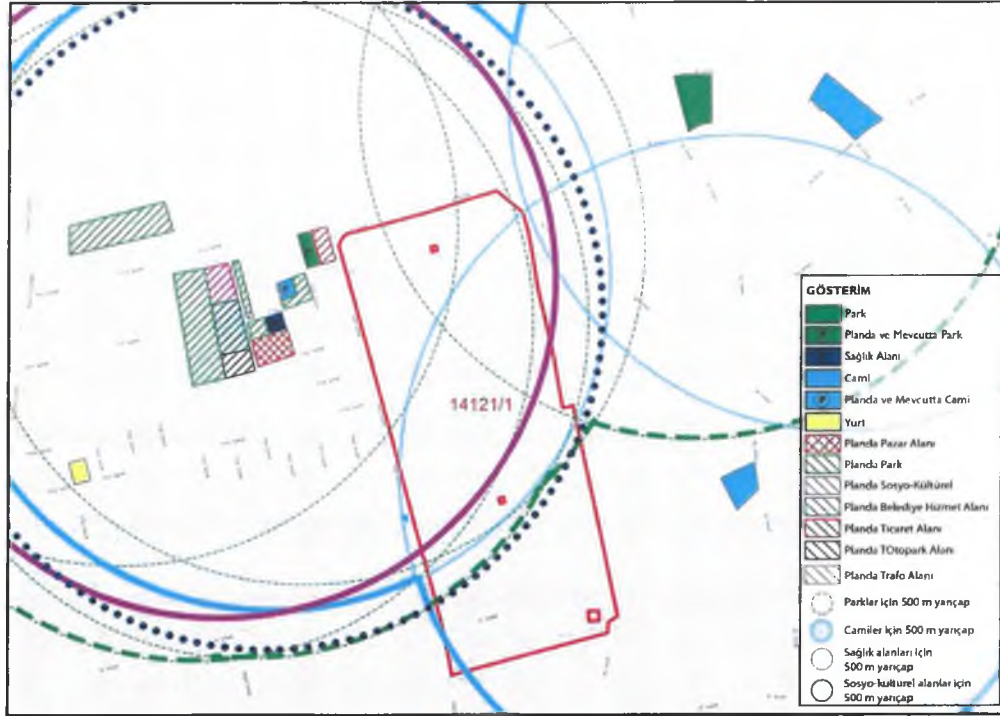 14121/1
GÖSTERİM
Park
Planda ve Mevcutta Park
Sağlık Alanı
Cami
Planda ve Mevcutta Cami
Yurt
Planda Pazar Alanı
Planda Park
Planda Sosyo-Kültürel
Planda Belediye Hizmet Alanı
Planda Ticaret Alanı
Planda TOtopark Alanı
Planda Trafo Alanı
Parklar için 500 m yarıçap
Camiler için 500 m yarıçap
Sağlık alanları için
500 m yarıçap
Sosyo-kulturel alanlar için
500 m yarıçap